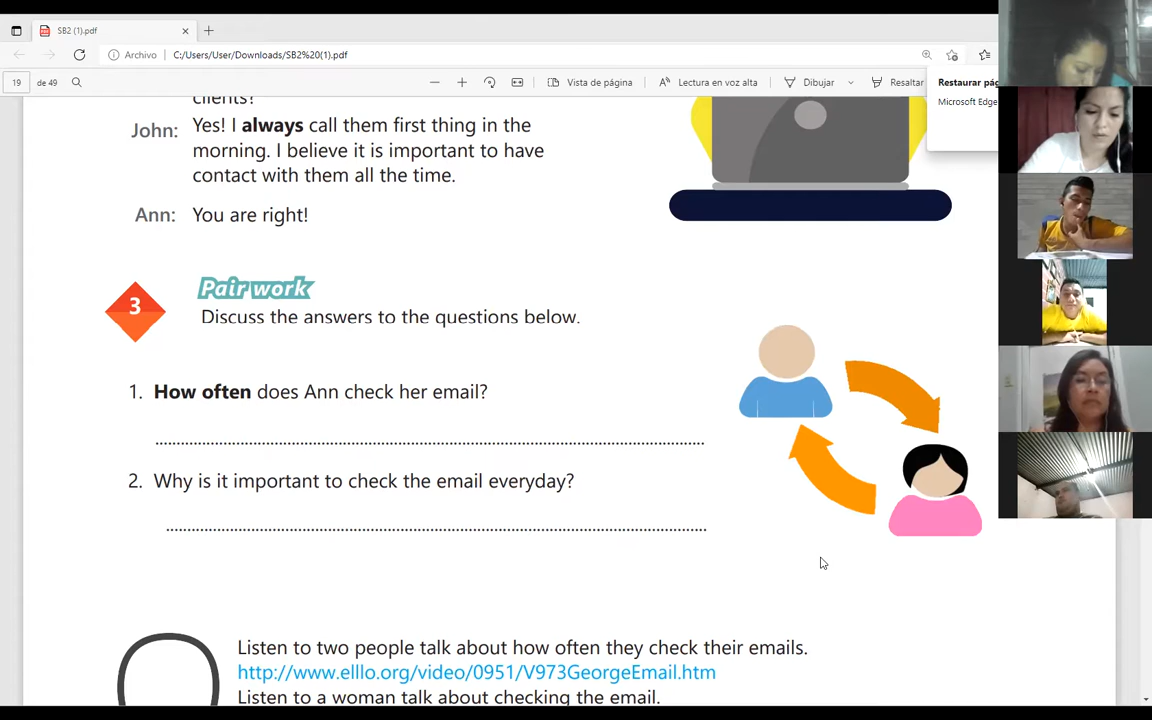 SB2 (1).pdf
Archivo
C:/Users/User/Downloads/SB2%20(1).pdf
19 de 49
Vista de página
Lectura en voz alta
Dibujar
Resaltar
Restaurar pág
Microsoft Edge
clients?
John: Yes! I always call them first thing in the
morning. I believe it is important to have
contact with them all the time.
Ann: You are right!
3
Pair work
Discuss the answers to the questions below.
1. How often does Ann check her email?
2. Why is it important to check the email everyday?
Listen to two people talk about how often they check their emails.
http://www.elllo.org/video/0951/V973GeorgeEmail.htm
Listen to a woman talk about checking the email.